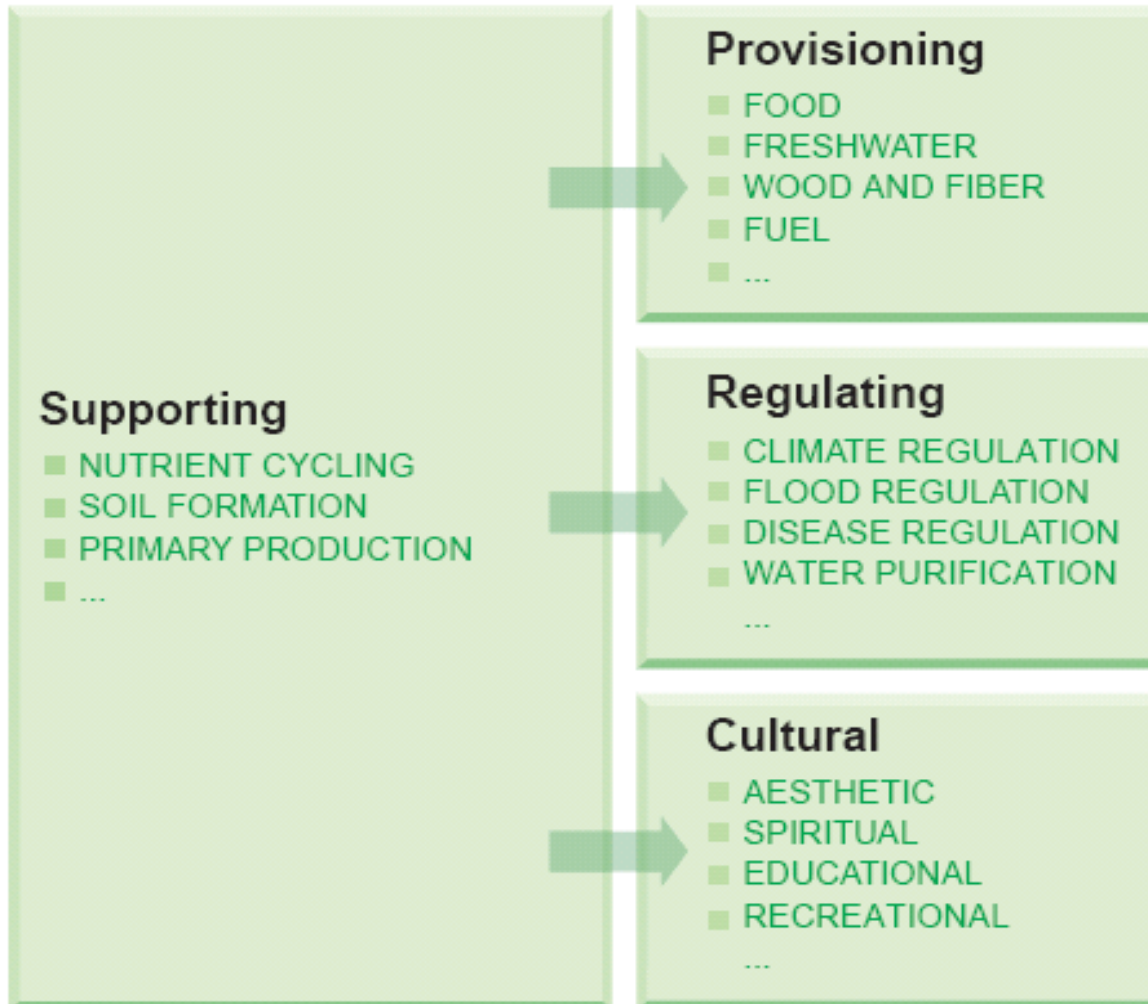 Supporting
NUTRIENT CYCLING
SOIL FORMATION
PRIMARY PRODUCTION
...
Provisioning
FOOD
FRESHWATER
WOOD AND FIBER
FUEL
...
Regulating
CLIMATE REGULATION
FLOOD REGULATION
DISEASE REGULATION
WATER PURIFICATION
...
Cultural
AESTHETIC
SPIRITUAL
EDUCATIONAL
RECREATIONAL
...